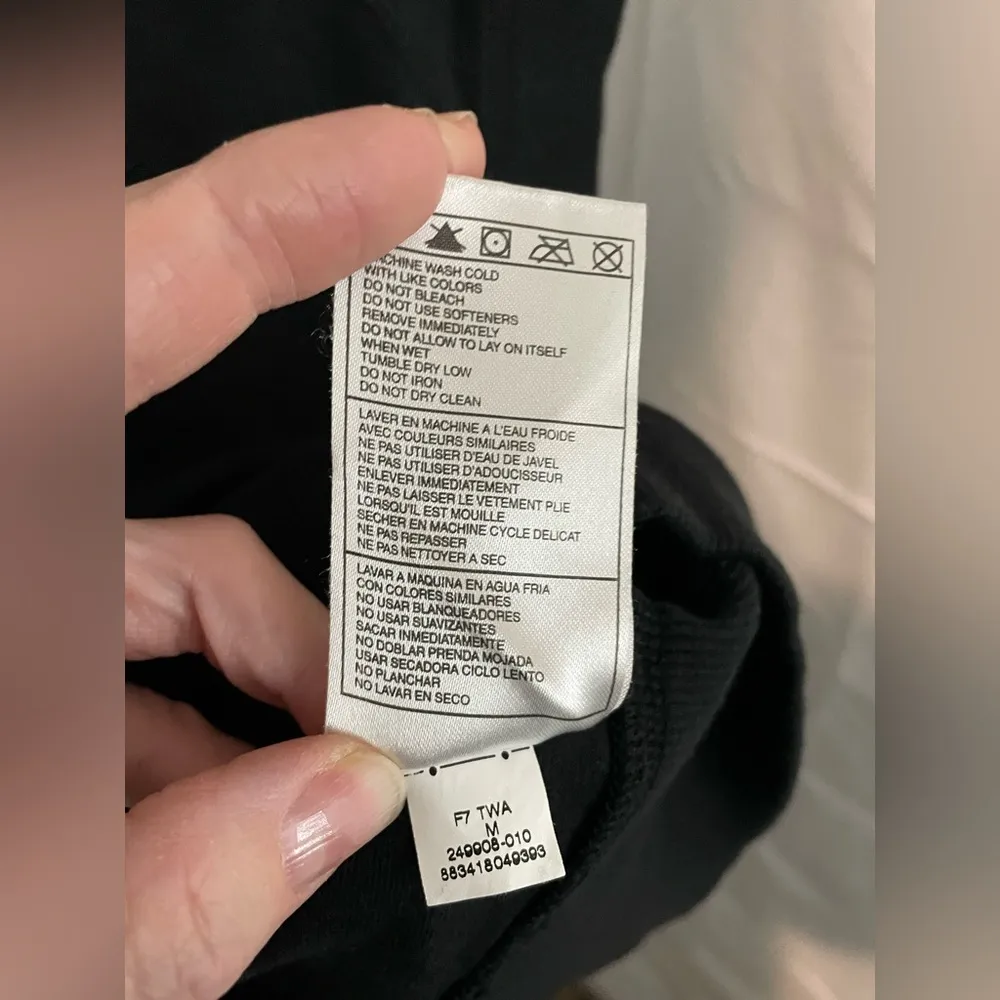 MACHINE WASH COLD
WITH LIKE COLORS
DO NOT BLEACH
DO NOT USE SOFTENERS
REMOVE IMMEDIATELY
DO NOT ALLOW TO LAY ON ITSELF
WHEN WET
TUMBLE DRY LOW
DO NOT IRON
DO NOT DRY CLEAN
LAVER EN MACHINE A L'EAU FROIDE
AVEC COULEURS SIMILAIRES
NE PAS UTILISER D'EAU DE JAVEL
NE PAS UTILISER D'ADOUCISSEUR
ENLEVER IMMEDIATEMENT
NE PAS LAISSER LE VETEMENT PLIE
LORSQU'IL EST MOUILLE
SECHER EN MACHINE CYCLE DELICAT
NE PAS REPASSER
NE PAS NETTOYER A SEC
LAVAR A MAQUINA EN AGUA FRIA
CON COLORES SIMILARES
NO USAR BLANQUEADORES
NO USAR SUAVIZANTES
SACAR INMEDIATAMENTE
NO DOBLAR PRENDA MOJADA
USAR SECADORA CICLO LENTO
NO PLANCHAR
NO LAVAR EN SECO
F7 TWA
M
249908-010
883418049393